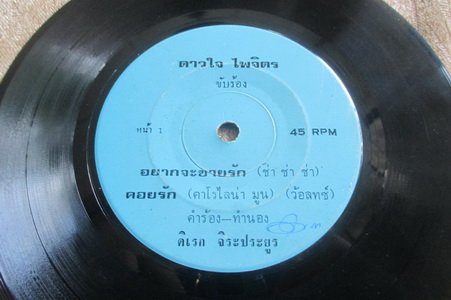 ดาวใจ ไพจิตร
ขับร้อง
หน้า 1
45 RPM
อยากจะอายรัก (ช่า ช่า ช่า)
คอยรัก (คาโรไลน่า มูน) (ว้อลทซ์)
คำร้อง—ทำนอง
ดิเรก จิระประยูร